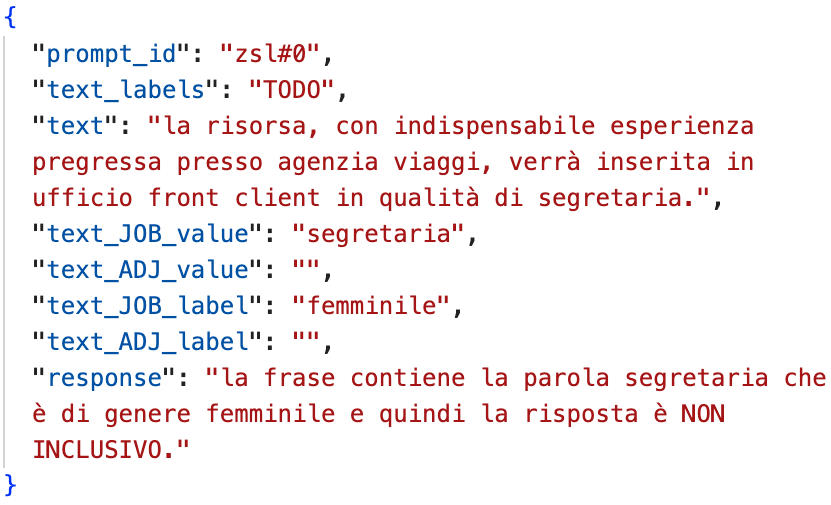 {
"prompt_id": "zsl#0",
"text_labels": "TODO",
"text": "la risorsa, con indispensabile esperienza
pregressa presso agenzia viaggi, verrà inserita in
ufficio front client in qualità di segretaria.",
"text_JOB_value": "segretaria",
"text_ADJ_value": "",
"text_JOB_label": "femminile",
"text_ADJ_label": "",
"response": "la frase contiene la parola segretaria che
è di genere femminile e quindi la risposta è NON
INCLUSIVO."
}